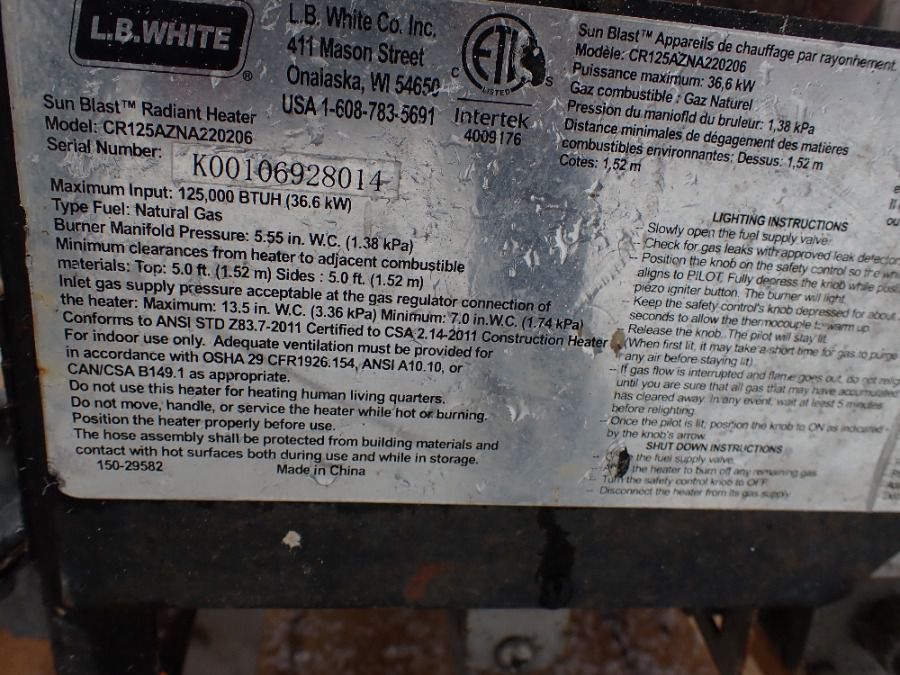 L.B.WHITE
®
L.B. White Co. Inc.
411 Mason Street
Onalaska, WI 54650
USA 1-608-783-5691
C
ETL
US
LISTED
Intertek
4009176
Sun Blast™ Radiant Heater
Model: CR125AZNA220206
Serial Number: K00106928014
Maximum Input: 125,000 BTUH (36.6 kW)
Type Fuel: Natural Gas
Burner Manifold Pressure: 5.55 in. W.C. (1.38 kPa)
Minimum clearances from heater to adjacent combustible
materials: Top: 5.0 ft. (1.52 m) Sides : 5.0 ft. (1.52 m)
Inlet gas supply pressure acceptable at the gas regulator connection of
the heater: Maximum: 13.5 in. W.C. (3.36 kPa) Minimum: 7.0 in.W.C. (1.74 kPa)
Conforms to ANSI STD Z83.7-2011 Certified to CSA 2.14-2011 Construction Heater
For indoor use only. Adequate ventilation must be provided for
in accordance with OSHA 29 CFR1926.154, ANSI A10.10, or
CAN/CSA B149.1 as appropriate.
Do not use this heater for heating human living quarters.
Do not move, handle, or service the heater while hot or burning.
Position the heater properly before use.
The hose assembly shall be protected from building materials and
contact with hot surfaces both during use and while in storage.
150-29582 Made in China
Sun Blast™ Appareils de chauffage par rayonnement
Modèle: CR125AZNA220206
Puissance maximum: 36,6 kW
Gaz combustible : Gaz Naturel
Pression du maniofld du bruleur: 1,38 kPa
Distance minimales de dégagement des matières
combustibles environnantes: Dessus: 1,52 m
Cotes: 1,52 m
LIGHTING INSTRUCTIONS
Slowly open the fuel supply valve
- Check for gas leaks with approved leak detector
- Position the knob on the safety control so the
aligns to PILOT. Fully depress the knob while
piezo igniter button. The burner will light.
- Keep the safety control's knob depressed for about
seconds to allow the thermocouple to warm up.
Release the knob. The pilot will stay lit.
(When first lit, it may take a short time for gas to purge
any air before staying lit)
- If gas flow is interrupted and flame goes out, do not
until you are sure that all gas that may have accumulated
has cleared away. In any event, wait at least 5 minutes
before relighting.
- Once the pilot is lit, position the knob to ON as indicated
by the knob's arrow.
SHUT DOWN INSTRUCTIONS
the fuel supply valve.
the heater to burn off any remaining gas.
- Turn the safety control knob to OFF
- Disconnect the heater from its gas supply